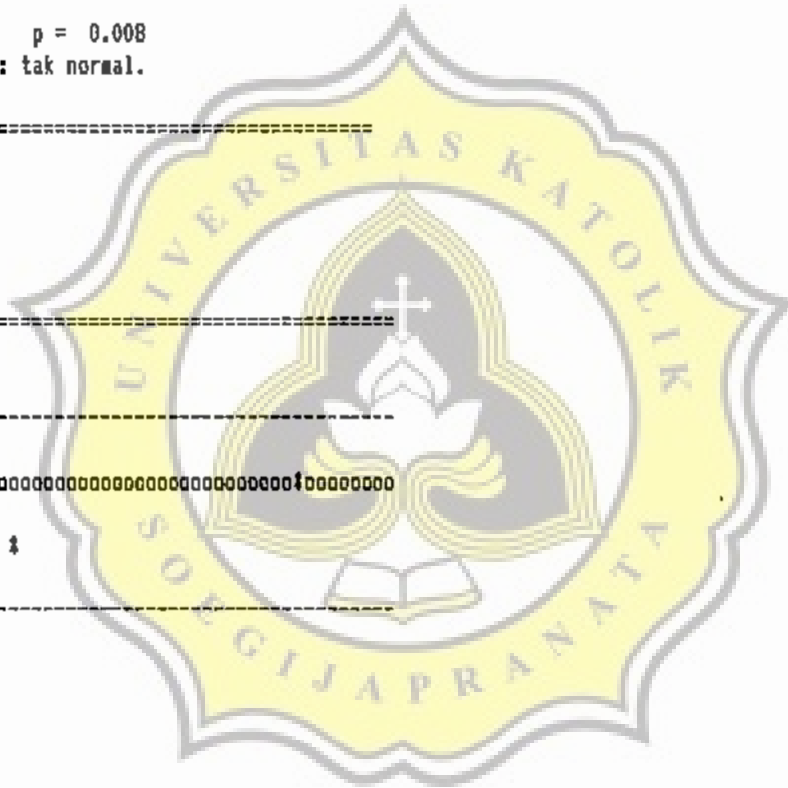 p = 0.008
: tak normal.
===================================
UNIVERSITAS KATOLIK
===================================
-----------------------------------
*
SOEGIJAPRANATA
-----------------------------------